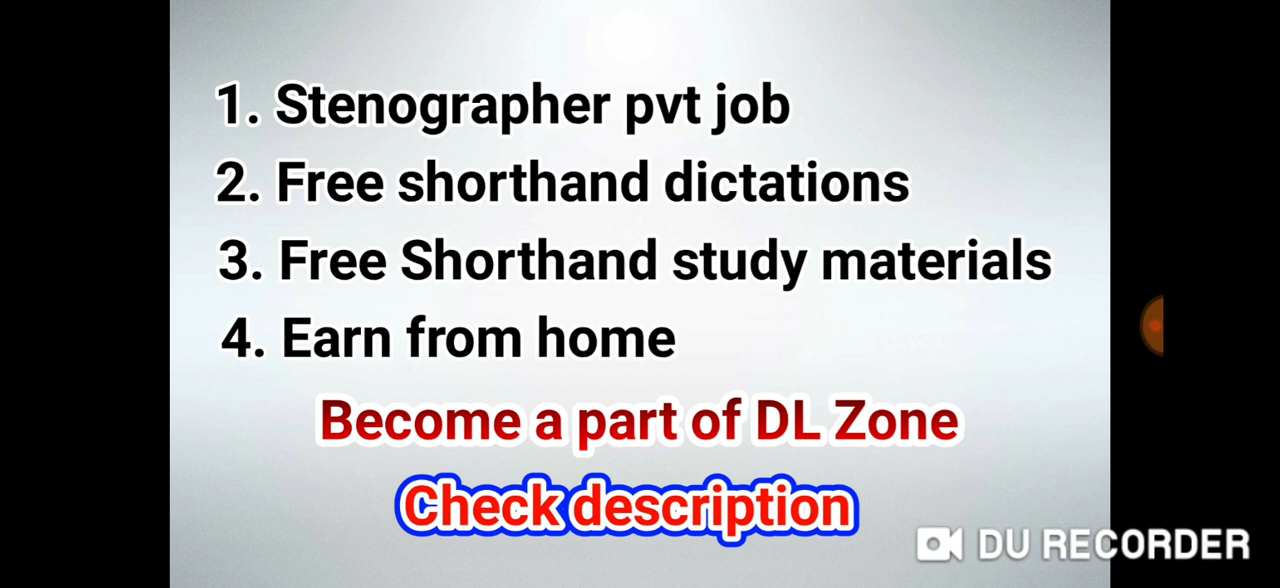 1. Stenographer pvt job
2. Free shorthand dictations
3. Free Shorthand study materials
4. Earn from home
Become a part of DL Zone
Check description
DU RECORDER